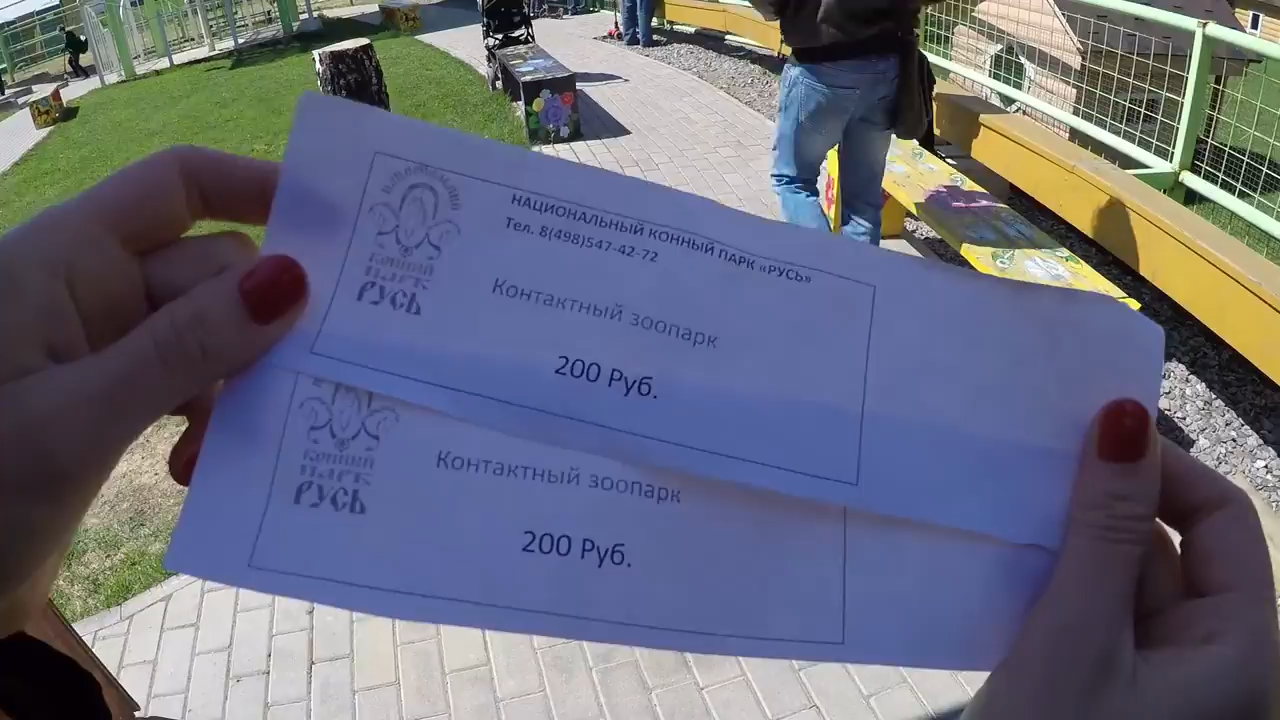 НАЦИОНАЛЬНЫЙ
КОННЫЙ
ПАРК
РУСЬ
НАЦИОНАЛЬНЫЙ КОННЫЙ ПАРК «РУСЬ»
Тел. 8(498)547-42-72
Контактный зоопарк
200 Руб.
КОННЫЙ
ПАРК
РУСЬ
Контактный зоопарк
200 Руб.